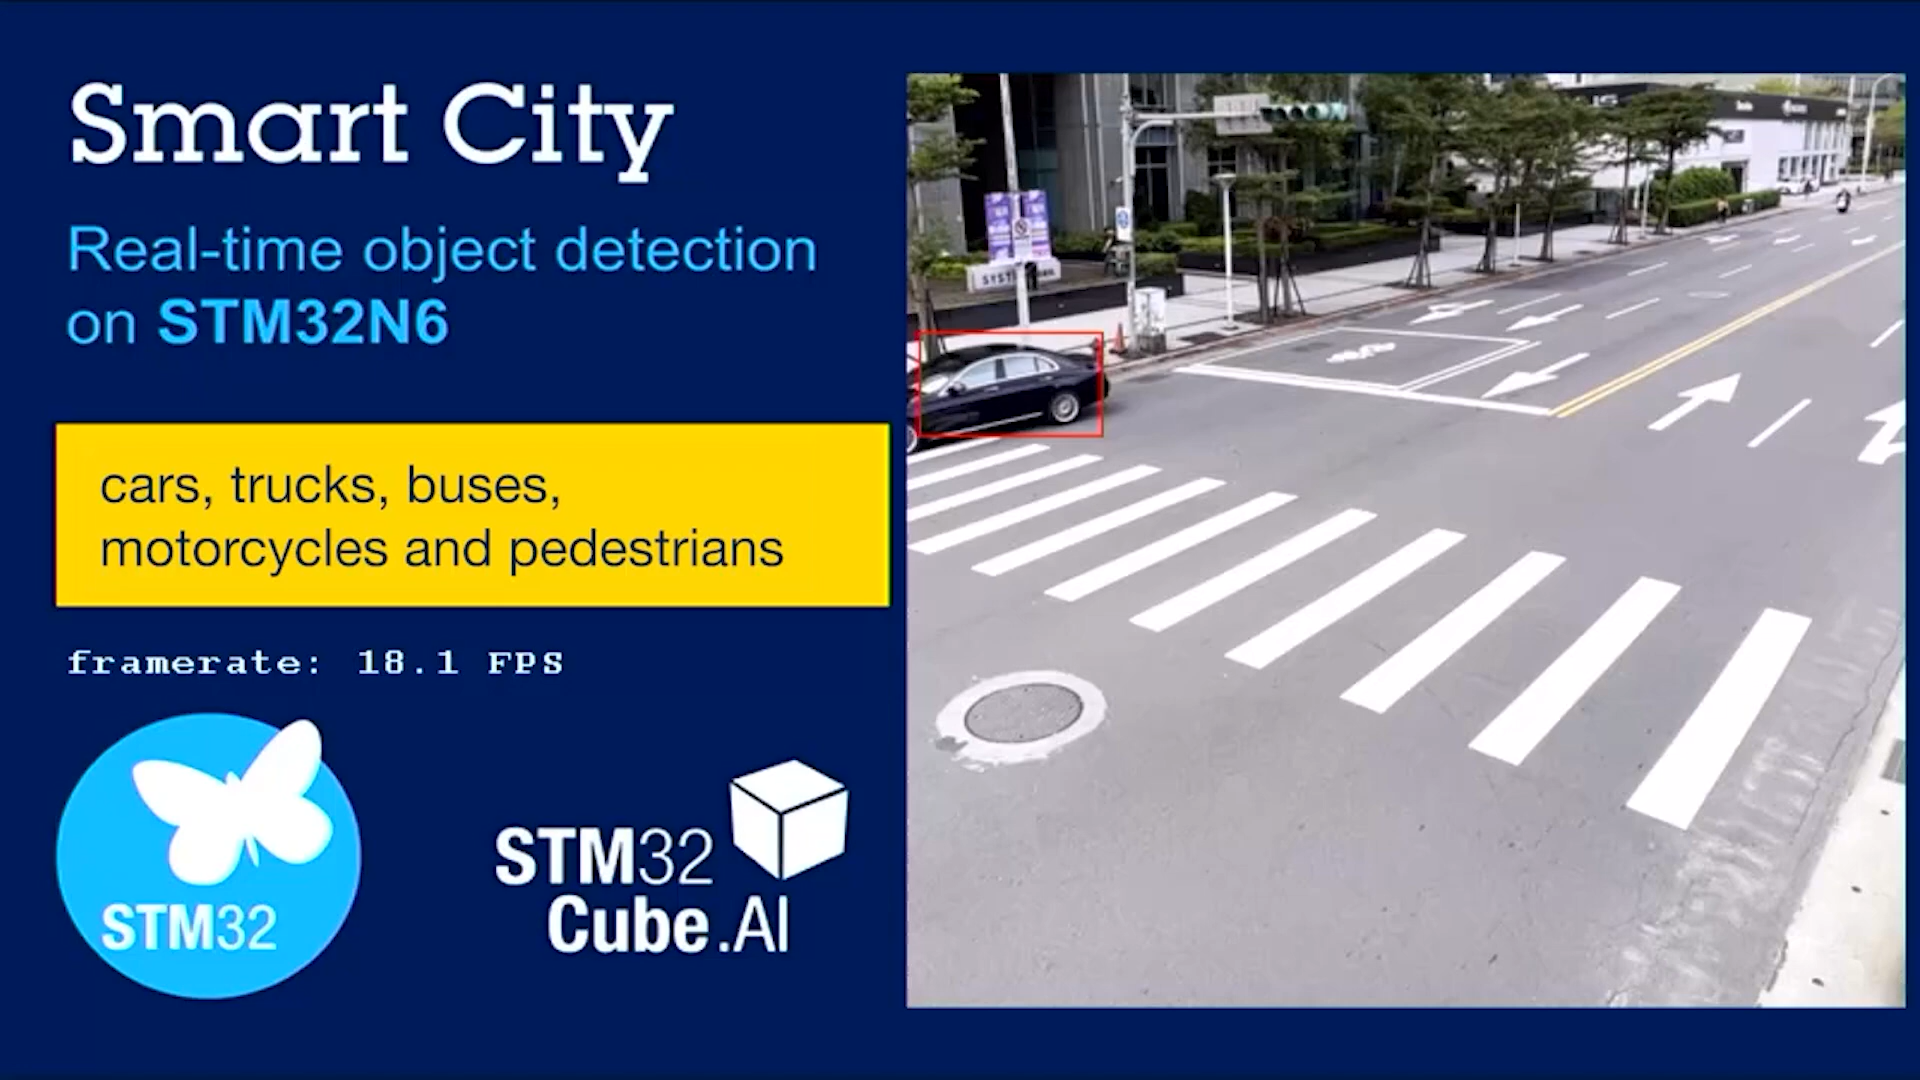 Smart City
Real-time object detection
on STM32N6
cars, trucks, buses,
motorcycles and pedestrians
framerate: 18.1 FPS
STM32
STM32
Cube.AI